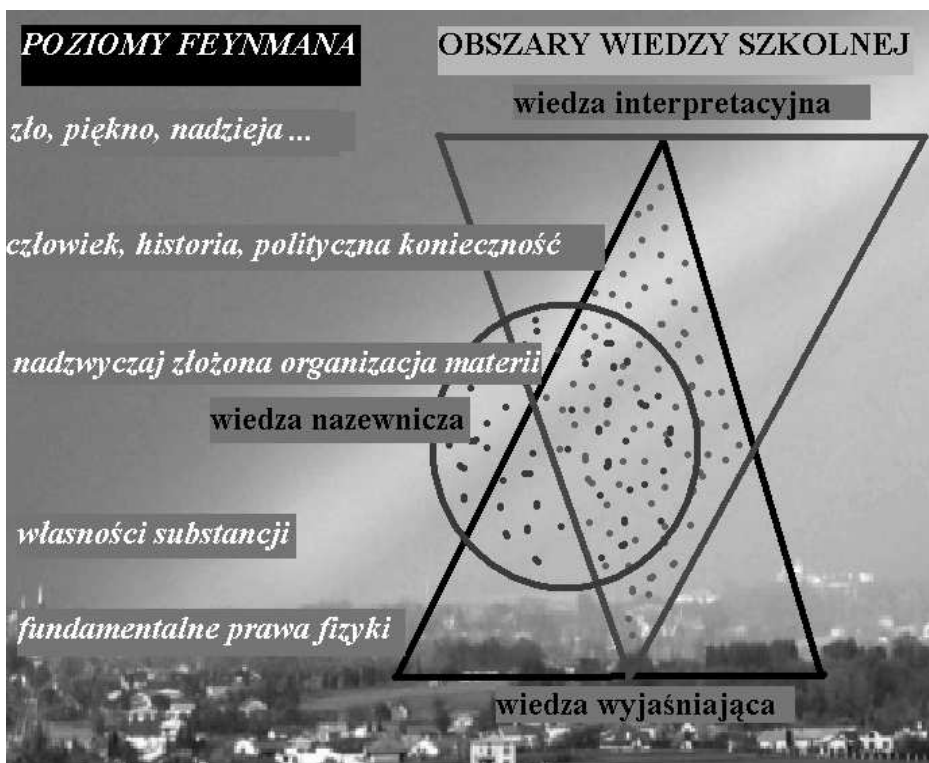 POZIOMY FEYNMANA
OBSZARY WIEDZY SZKOLNEJ
wiedza interpretacyjna
zło, piękno, nadzieja ...
człowiek, historia, polityczna konieczność
nadzwyczaj złożona organizacja materii
wiedza nazewnicza
własności substancji
fundamentalne prawa fizyki
wiedza wyjaśniająca